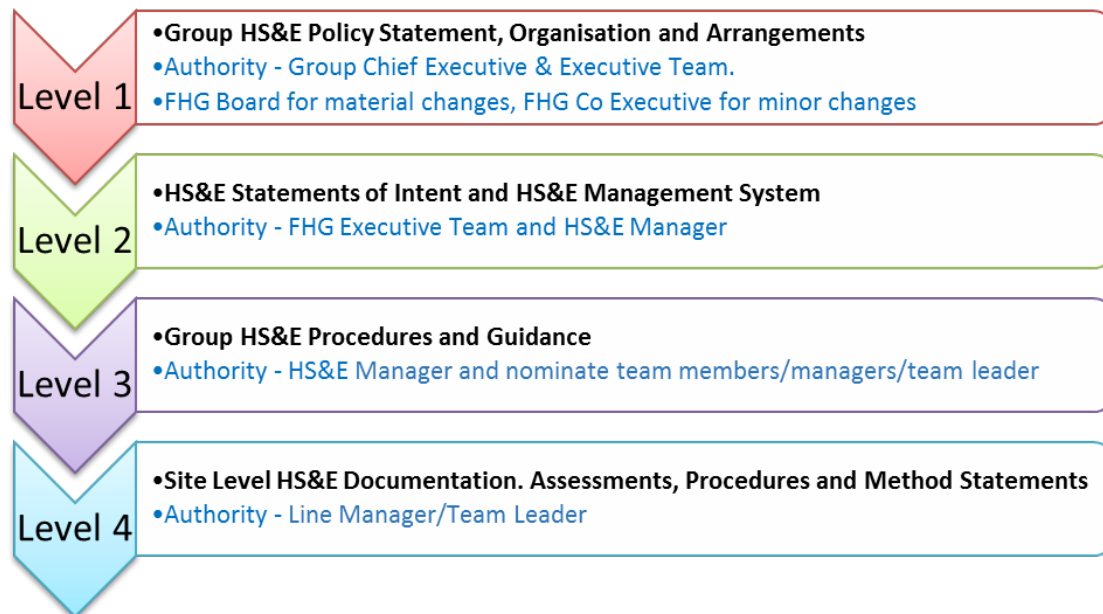 Level 1
•Group HS&E Policy Statement, Organisation and Arrangements
•Authority - Group Chief Executive & Executive Team.
•FHG Board for material changes, FHG Co Executive for minor changes
Level 2
•HS&E Statements of Intent and HS&E Management System
•Authority - FHG Executive Team and HS&E Manager
Level 3
•Group HS&E Procedures and Guidance
•Authority - HS&E Manager and nominate team members/managers/team leader
Level 4
•Site Level HS&E Documentation. Assessments, Procedures and Method Statements
•Authority - Line Manager/Team Leader